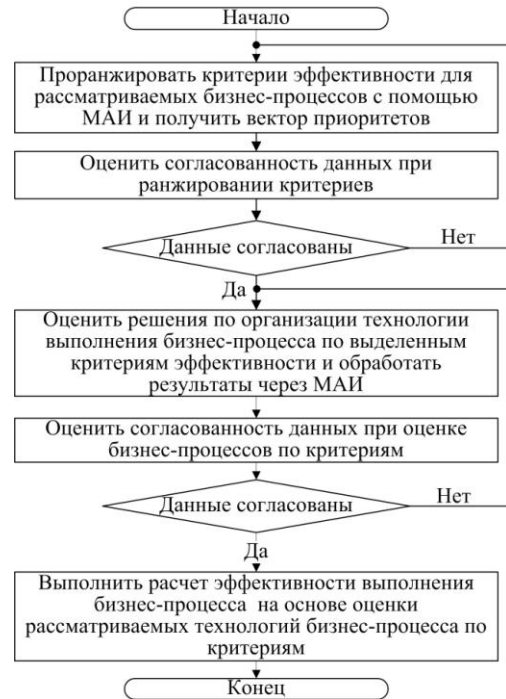 Начало
Проранжировать критерии эффективности для
рассматриваемых бизнес-процессов с помощью
МАИ и получить вектор приоритетов
Оценить согласованность данных при
ранжировании критериев
Данные согласованы
Нет
Да
Оценить решения по организации технологии
выполнения бизнес-процесса по выделенным
критериям эффективности и обработать
результаты через МАИ
Оценить согласованность данных при оценке
бизнес-процессов по критериям
Данные согласованы
Нет
Да
Выполнить расчет эффективности выполнения
бизнес-процесса на основе оценки
рассматриваемых технологий бизнес-процесса по
критериям
Конец